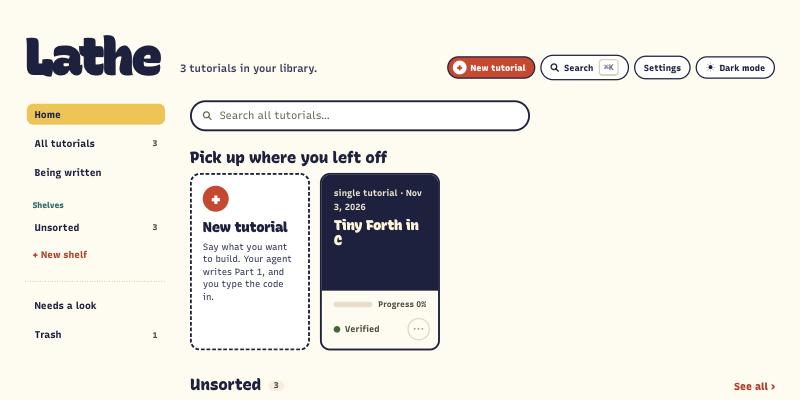 Lathe
3 tutorials in your library.
New tutorial
Search ⌘K
Settings
Dark mode
Home
All tutorials 3
Being written
Shelves
Unsorted 3
+ New shelf
Needs a look
Trash 1
Search all tutorials...
Pick up where you left off
New tutorial
Say what you want
to build. Your agent
writes Part 1, and
you type the code
in.
single tutorial · Nov
3, 2026
Tiny Forth in
C
Progress 0%
Verified
Unsorted 3
See all ›